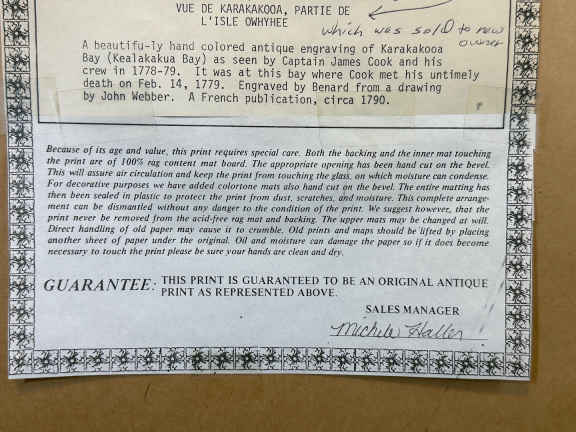 VUE DE KARAKAKOOA, PARTIE DE
L'ISLE OWHYHEE
which was sold to new
owner
A beautifu-ly hand colored antique engraving of Karakakooa
Bay (Kealakakua Bay) as seen by Captain James Cook and his
crew in 1778-79. It was at this bay where Cook met his untimely
death on Feb. 14, 1779. Engraved by Benard from a drawing
by John Webber. A French publication, circa 1790.
Because of its age and value, this print requires special care. Both the backing and the inner mat touching
the print are of 100% rag content mat board. The appropriate opening has been hand cut on the bevel.
This will assure air circulation and keep the print from touching the glass, on which moisture can condense.
For decorative purposes we have added colortone mats also hand cut on the bevel. The entire matting has
then been sealed in plastic to protect the print from dust, scratches, and moisture. This complete arrange-
ment can be dismantled without any danger to the condition of the print. We suggest however, that the
print never be removed from the acid-free rag mat and backing. The upper mats may be changed at will.
Direct handling of old paper may cause it to crumble. Old prints and maps should be lifted by placing
another sheet of paper under the original. Oil and moisture can damage the paper so if it does become
necessary to touch the print please be sure your hands are clean and dry.
GUARANTEE: THIS PRINT IS GUARANTEED TO BE AN ORIGINAL ANTIQUE
PRINT AS REPRESENTED ABOVE.
SALES MANAGER
Michele Haller